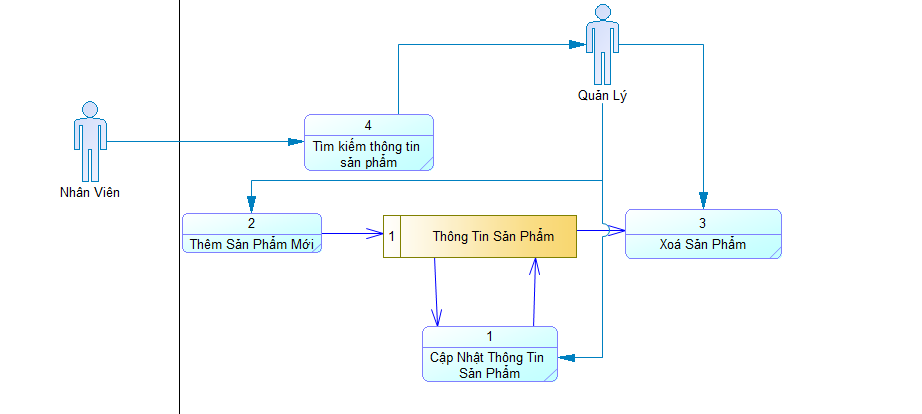 Quản Lý
4
Tìm kiếm thông tin
sản phẩm
Nhân Viên
2
Thêm Sản Phẩm Mới
1
Thông Tin Sản Phẩm
3
Xoá Sản Phẩm
1
Cập Nhật Thông Tin
Sản Phẩm